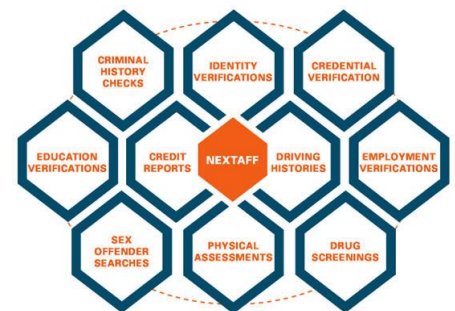 CRIMINAL
HISTORY
CHECKS
IDENTITY
VERIFICATIONS
CREDENTIAL
VERIFICATION
EDUCATION
VERIFICATIONS
CREDIT
REPORTS
NEXTAFF
DRIVING
HISTORIES
EMPLOYMENT
VERIFICATIONS
SEX
OFFENDER
SEARCHES
PHYSICAL
ASSESSMENTS
DRUG
SCREENINGS